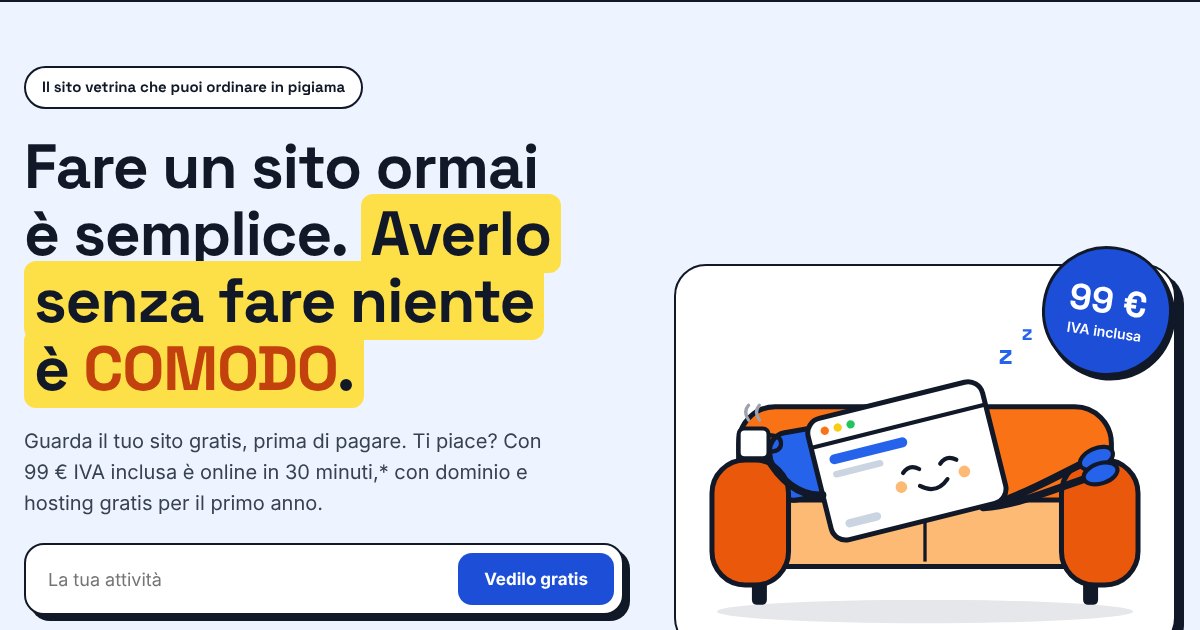 Il sito vetrina che puoi ordinare in pigiama
Fare un sito ormai
è semplice. Averlo
senza fare niente
è COMODO.
Guarda il tuo sito gratis, prima di pagare. Ti piace? Con
99 € IVA inclusa è online in 30 minuti,* con dominio e
hosting gratis per il primo anno.
La tua attività
Vedilo gratis
99 €
IVA inclusa
z
z